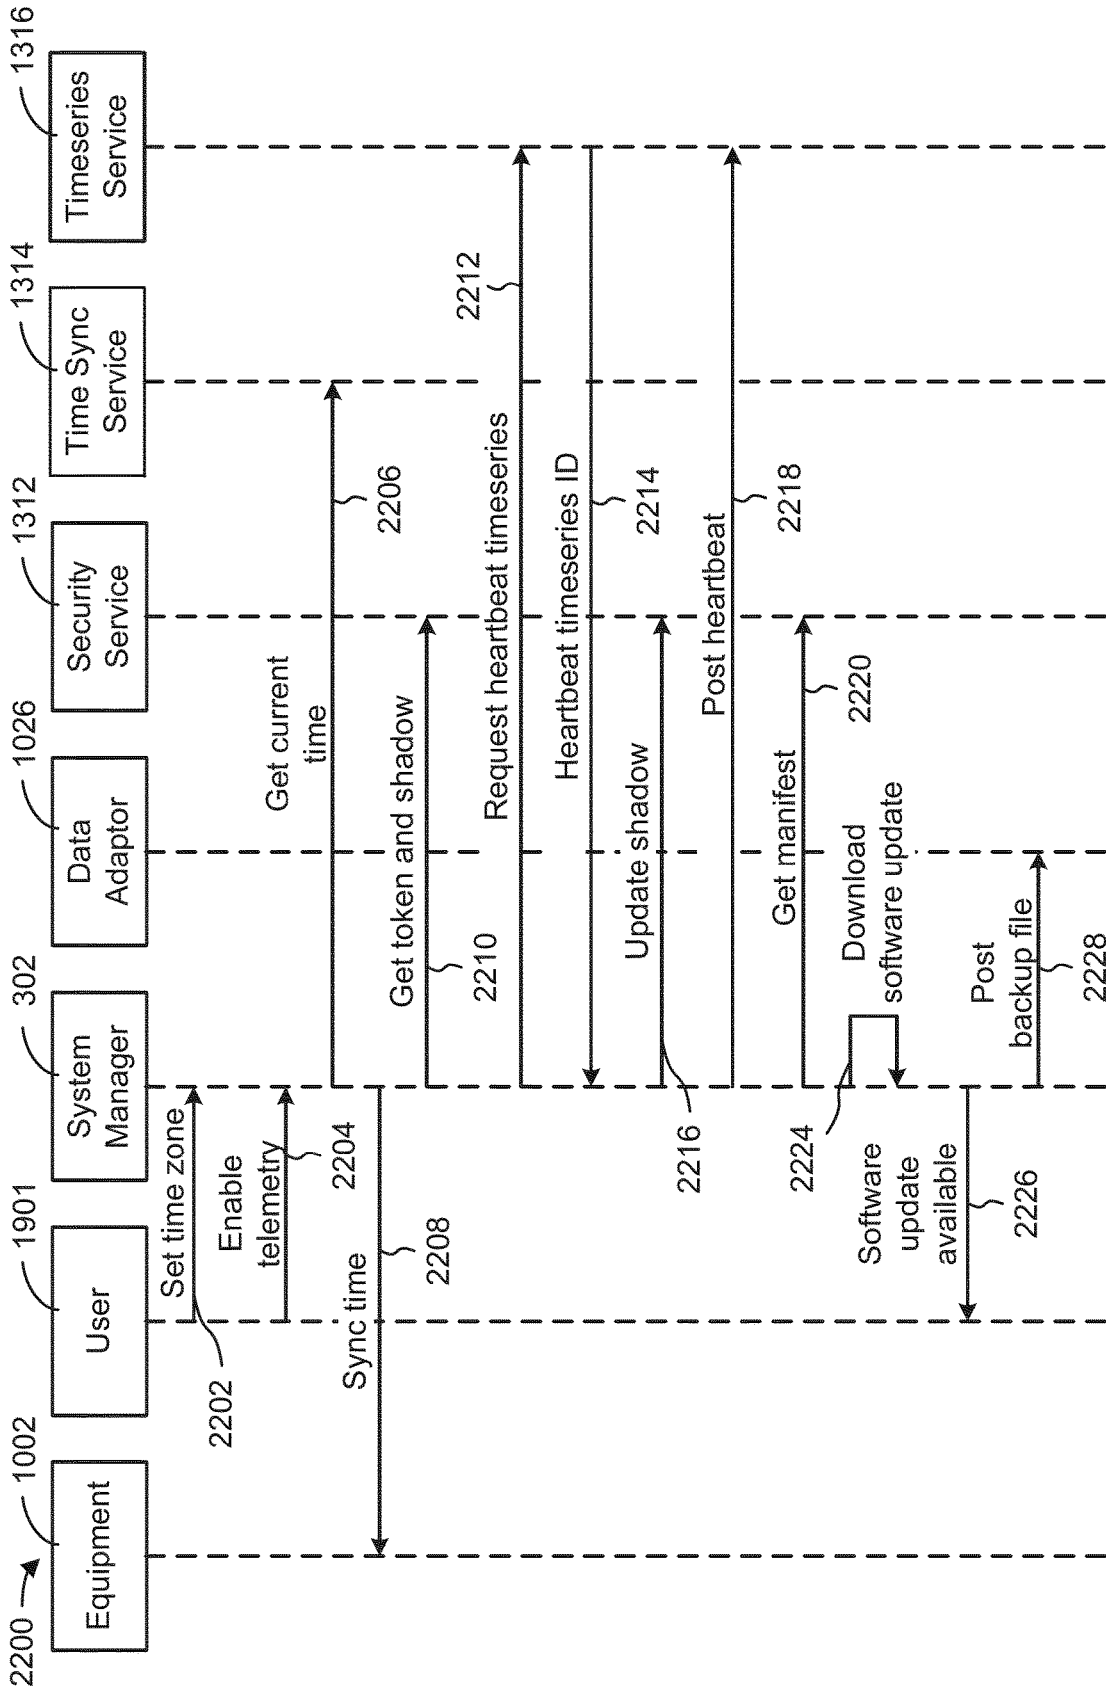 2200
1002
1901
302
1026
1312
1314
1316
Equipment
User
System
Manager
Data
Adaptor
Security
Service
Time Sync
Service
Timeseries
Service
Set time zone
2202
Enable
telemetry
2204
Get current
time
2206
Sync time
2208
Get token and shadow
2210
Request heartbeat timeseries
2212
Heartbeat timeseries ID
2214
Update shadow
2216
Post heartbeat
2218
Get manifest
2220
Download
software update
2224
Software
update
available
2226
Post
backup file
2228